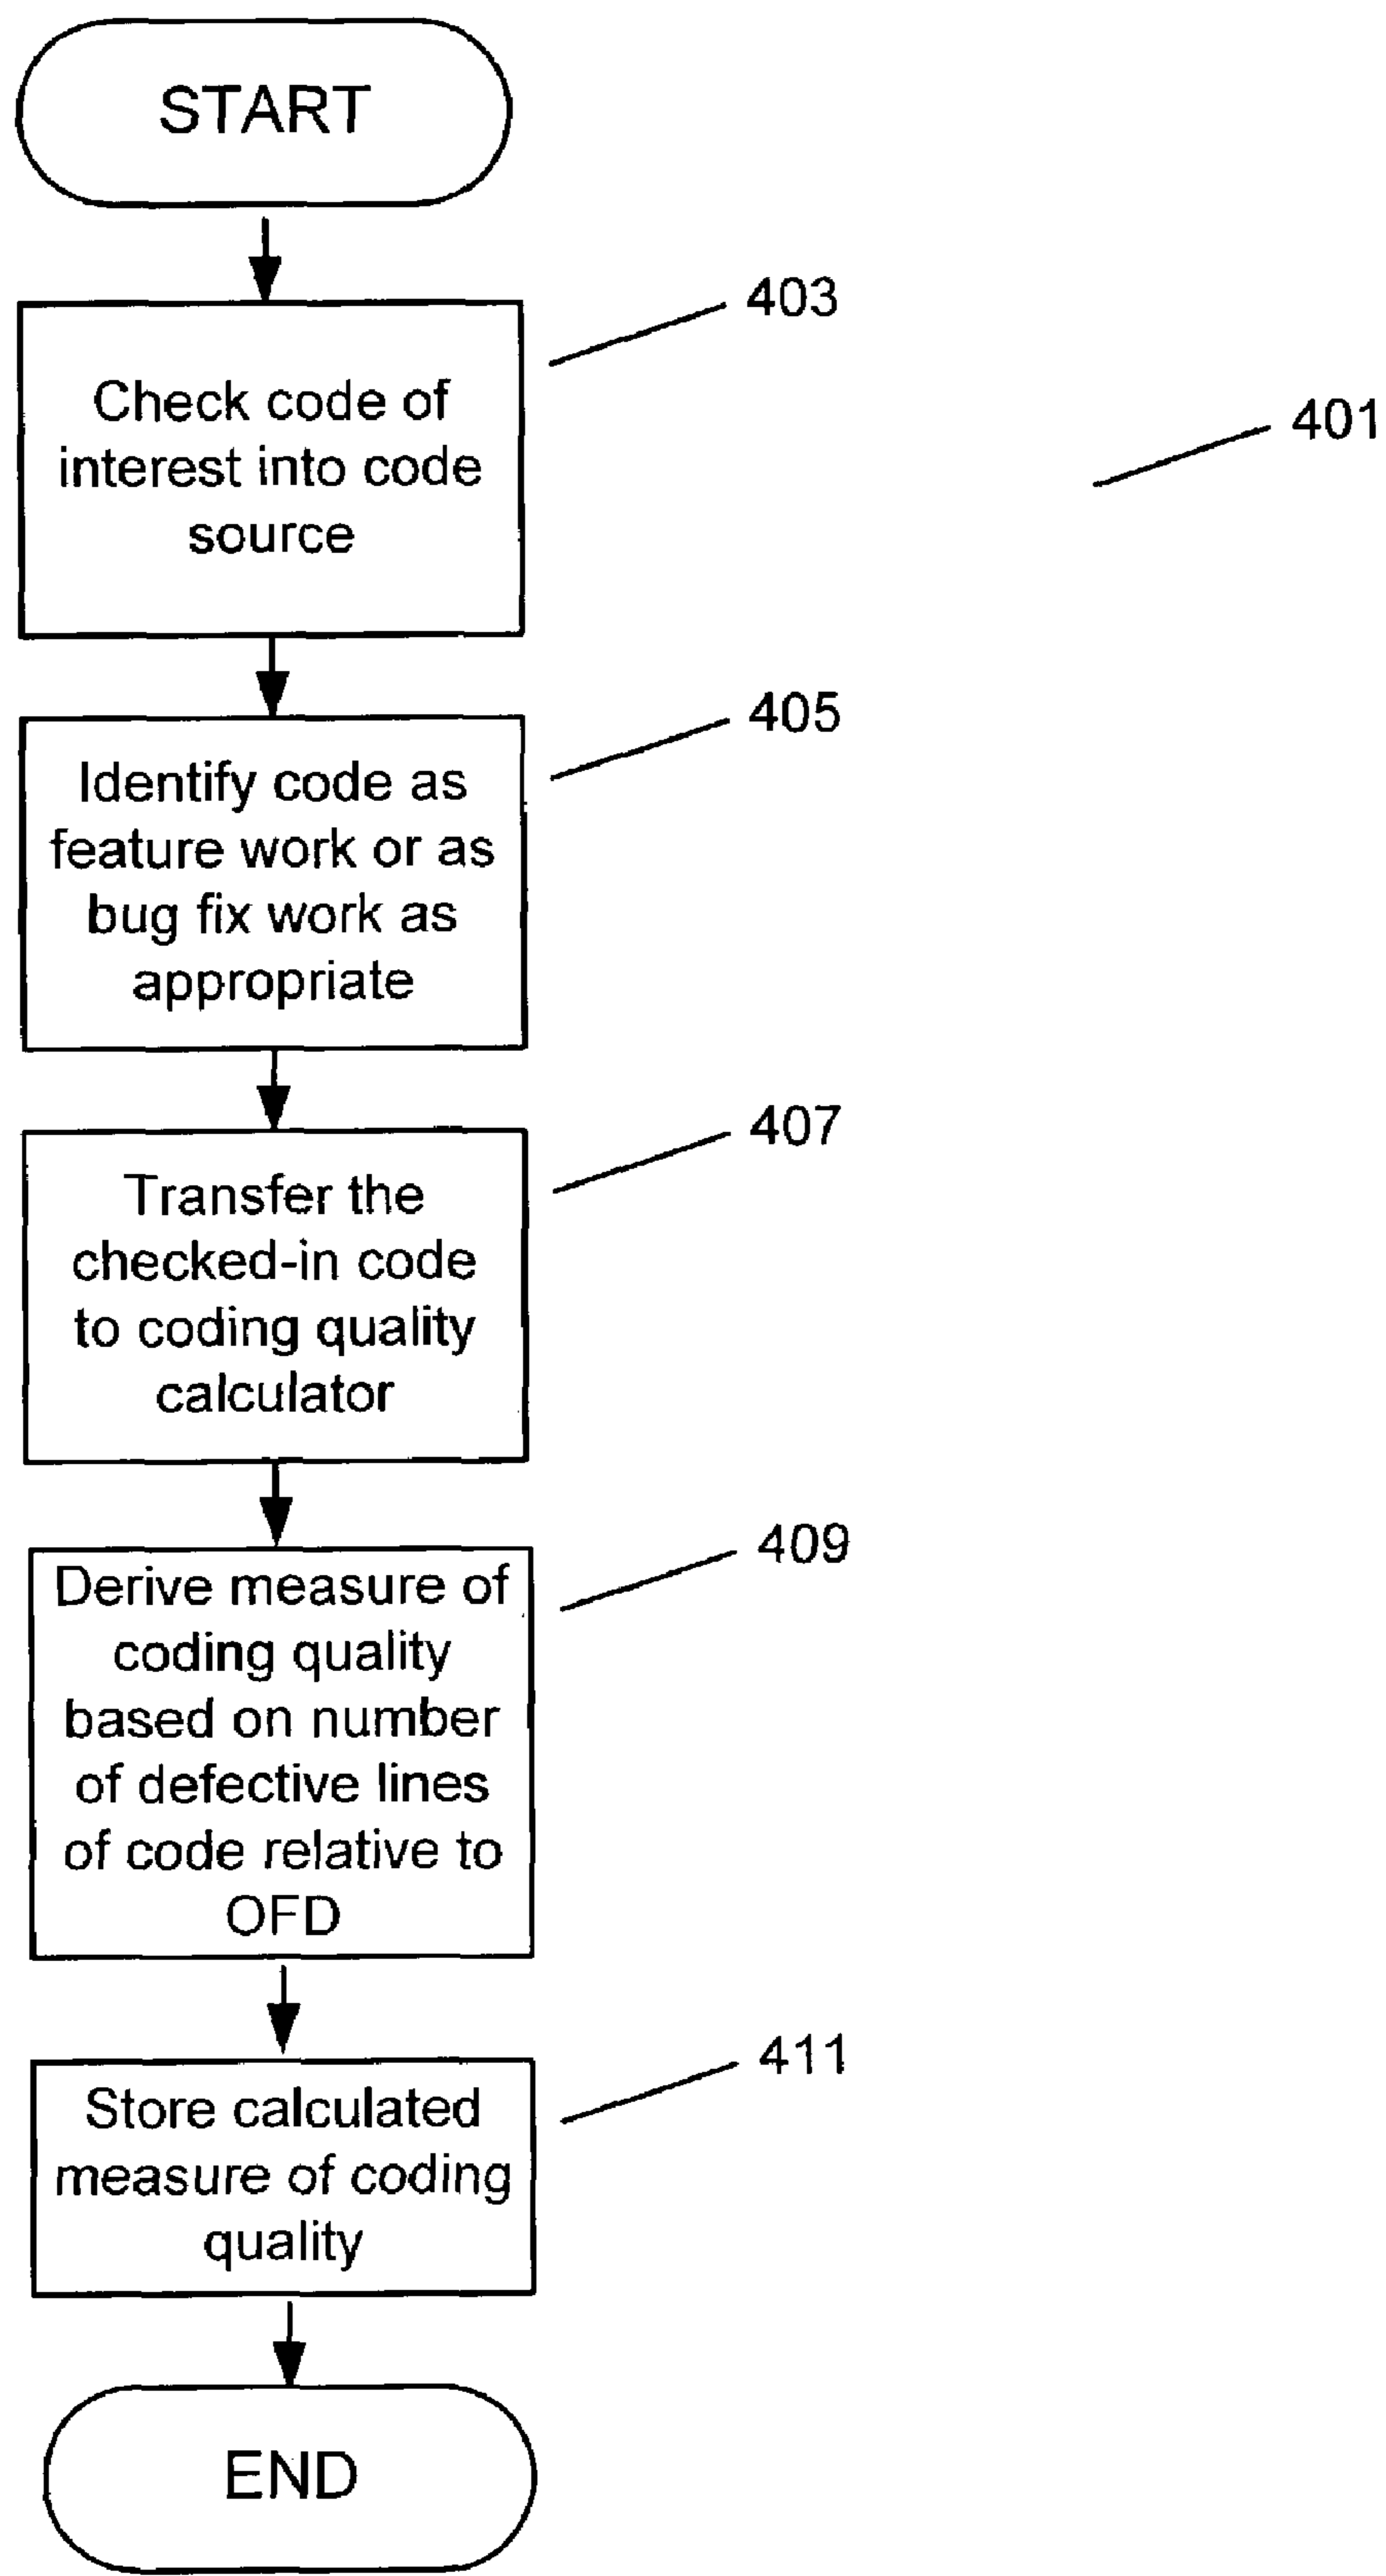 START
403
Check code of
interest into code
source
401
405
Identify code as
feature work or as
bug fix work as
appropriate
407
Transfer the
checked-in code
to coding quality
calculator
409
Derive measure of
coding quality
based on number
of defective lines
of code relative to
OFD
411
Store calculated
measure of coding
quality
END